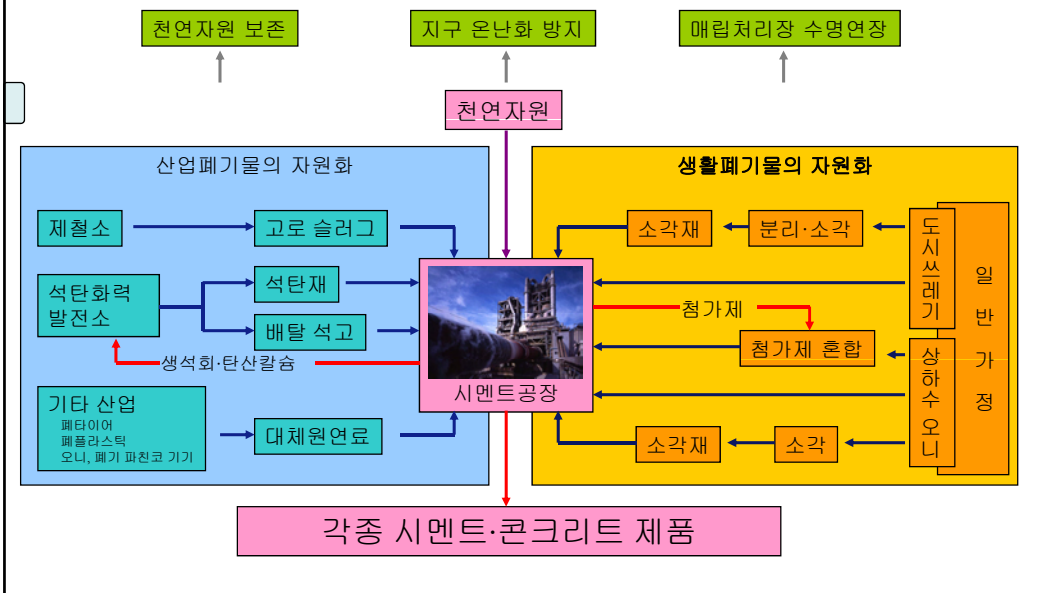 천연자원 보존
지구 온난화 방지
매립처리장 수명연장
천연자원
산업폐기물의 자원화
제철소
고로 슬러그
석탄화력
발전소
석탄재
배탈 석고
생석회·탄산칼슘
기타 산업
폐타이어
폐플라스틱
오니, 폐기 파친코 기기
대체원연료
시멘트공장
생활폐기물의 자원화
소각재
분리·소각
도시쓰레기
일반가정
첨가제
첨가제 혼합
상하수 오니
소각재
소각
각종 시멘트·콘크리트 제품